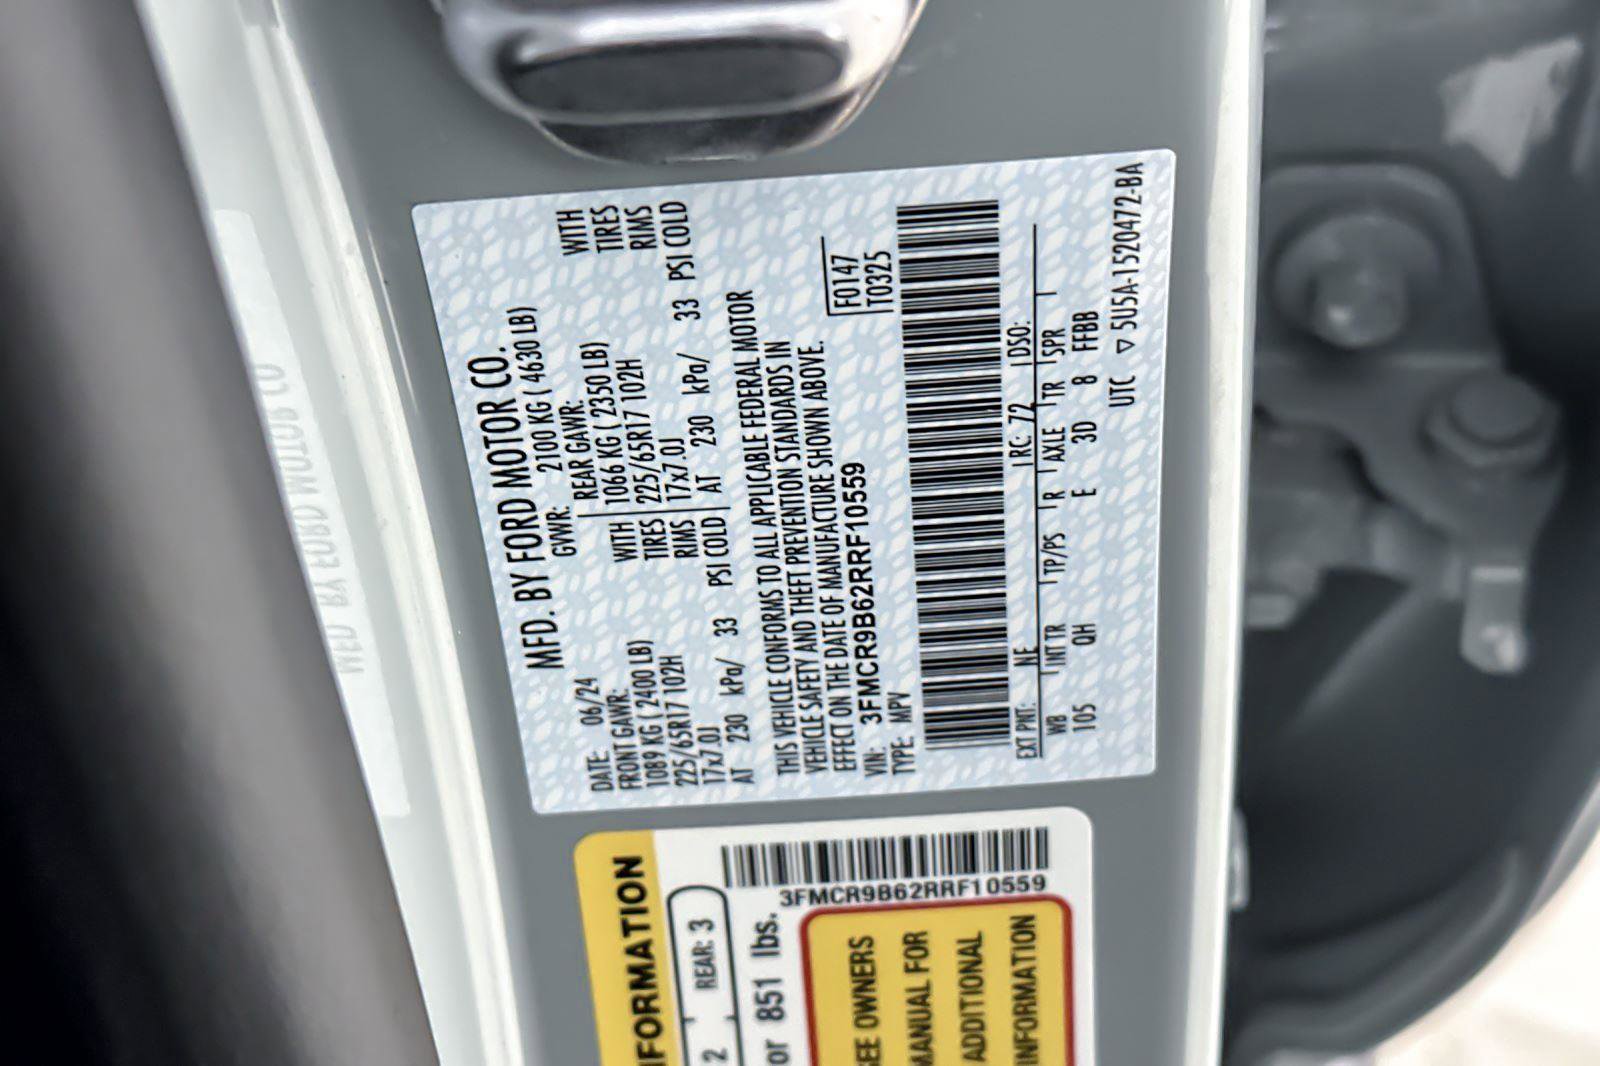 MFD. BY FORD MOTOR CO.
DATE: 06/24 GVWR: 2100 KG ( 4630 LB)
FRONT GAWR: REAR GAWR:
1089 KG ( 2400 LB) WITH 1066 KG ( 2350 LB) WITH
225/65R17 102H TIRES 225/65R17 102H TIRES
17x7.0J RIMS 17x7.0J RIMS
AT 230 kPa/ 33 PSI COLD AT 230 kPa/ 33 PSI COLD
THIS VEHICLE CONFORMS TO ALL APPLICABLE FEDERAL MOTOR
VEHICLE SAFETY AND THEFT PREVENTION STANDARDS IN
EFFECT ON THE DATE OF MANUFACTURE SHOWN ABOVE.
VIN: 3FMCR9B62RRF10559 F0147
TYPE: MPV T0325
EXT PNT: NE RC: 72 DSO:
WB INT TR TP/PS R AXLE TR SPR
105 QH E 3D 8 FFBB
UTC ▽ 5U5A-1520472-BA
INFORMATION
2 REAR: 3
or 851 lbs.
3FMCR9B62RRF10559
SEE OWNERS
MANUAL FOR
ADDITIONAL
INFORMATION